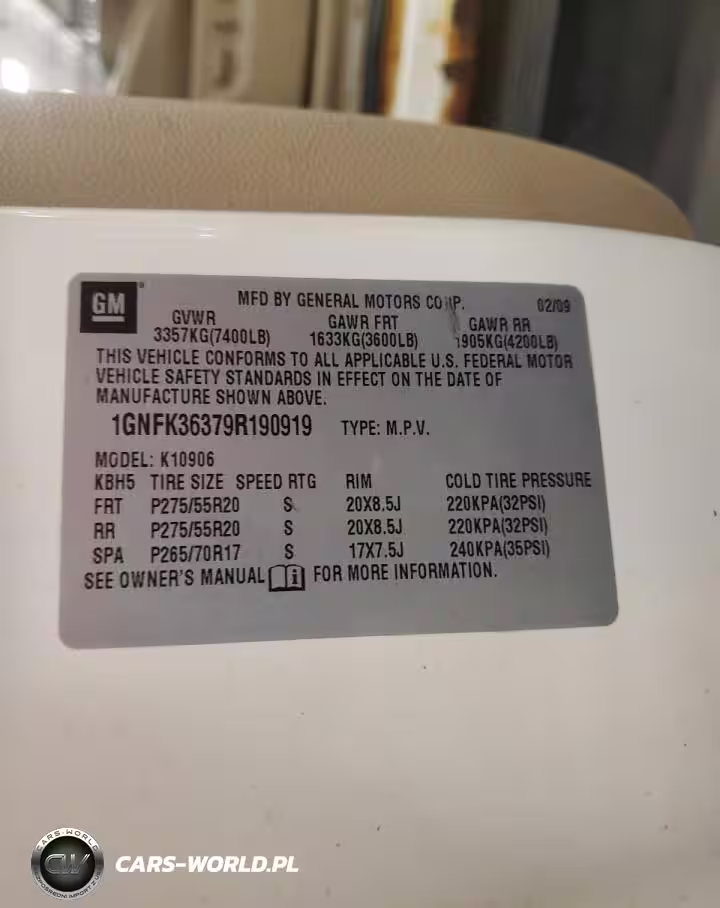 GM
MFD BY GENERAL MOTORS CORP. 02/09
GVWR GAWR FRT GAWR RR
3357KG(7400LB) 1633KG(3600LB) 1905KG(4200LB)
THIS VEHICLE CONFORMS TO ALL APPLICABLE U.S. FEDERAL MOTOR
VEHICLE SAFETY STANDARDS IN EFFECT ON THE DATE OF
MANUFACTURE SHOWN ABOVE.
1GNFK36379R190919 TYPE: M.P.V.
MODEL: K10906
KBH5 TIRE SIZE SPEED RTG RIM COLD TIRE PRESSURE
FRT P275/55R20 S 20X8.5J 220KPA(32PSI)
RR P275/55R20 S 20X8.5J 220KPA(32PSI)
SPA P265/70R17 S 17X7.5J 240KPA(35PSI)
SEE OWNER'S MANUAL i FOR MORE INFORMATION.
CARS-WORLD
CW
CARS-WORLD.PL